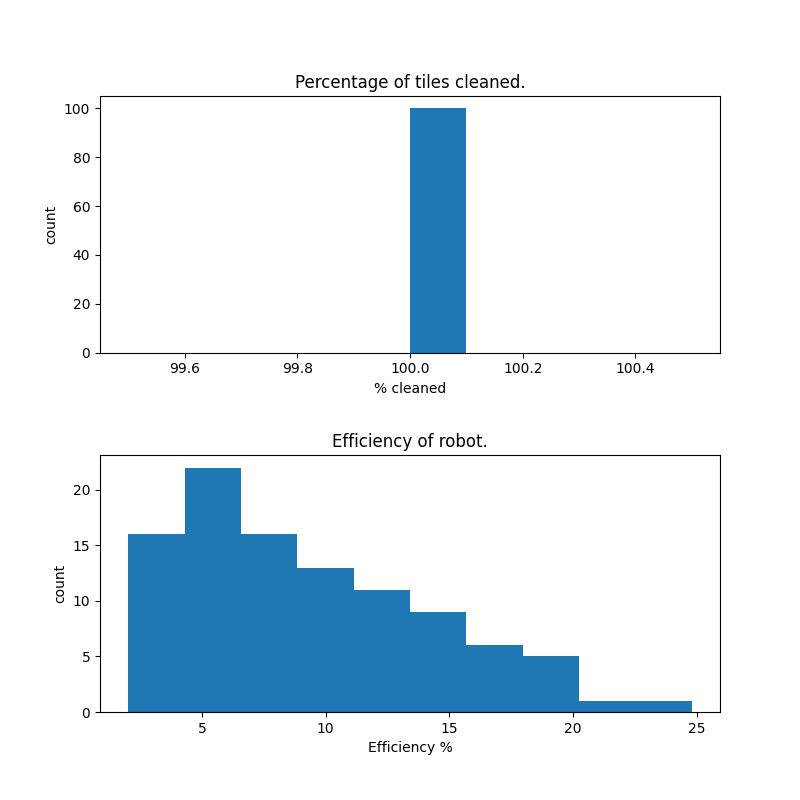 Percentage of tiles cleaned.
100
80
60
40
20
0
count
99.6 99.8 100.0 100.2 100.4
% cleaned
Efficiency of robot.
20
15
10
5
0
count
5 10 15 20 25
Efficiency %